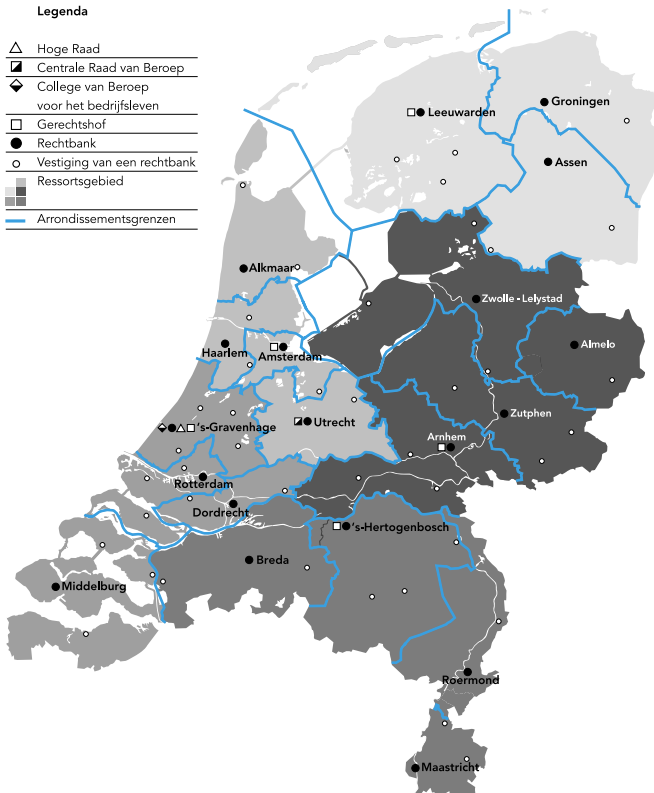 Legenda
Hoge Raad
Centrale Raad van Beroep
College van Beroep
voor het bedrijfsleven
Gerechtshof
Rechtbank
Vestiging van een rechtbank
Ressortsgebied
Arrondissementsgrenzen
Groningen
Leeuwarden
Assen
Alkmaar
Zwolle - Lelystad
Haarlem
Amsterdam
Almelo
Zutphen
Utrecht
's-Gravenhage
Arnhem
Rotterdam
Dordrecht
's-Hertogenbosch
Breda
Middelburg
Roermond
Maastricht